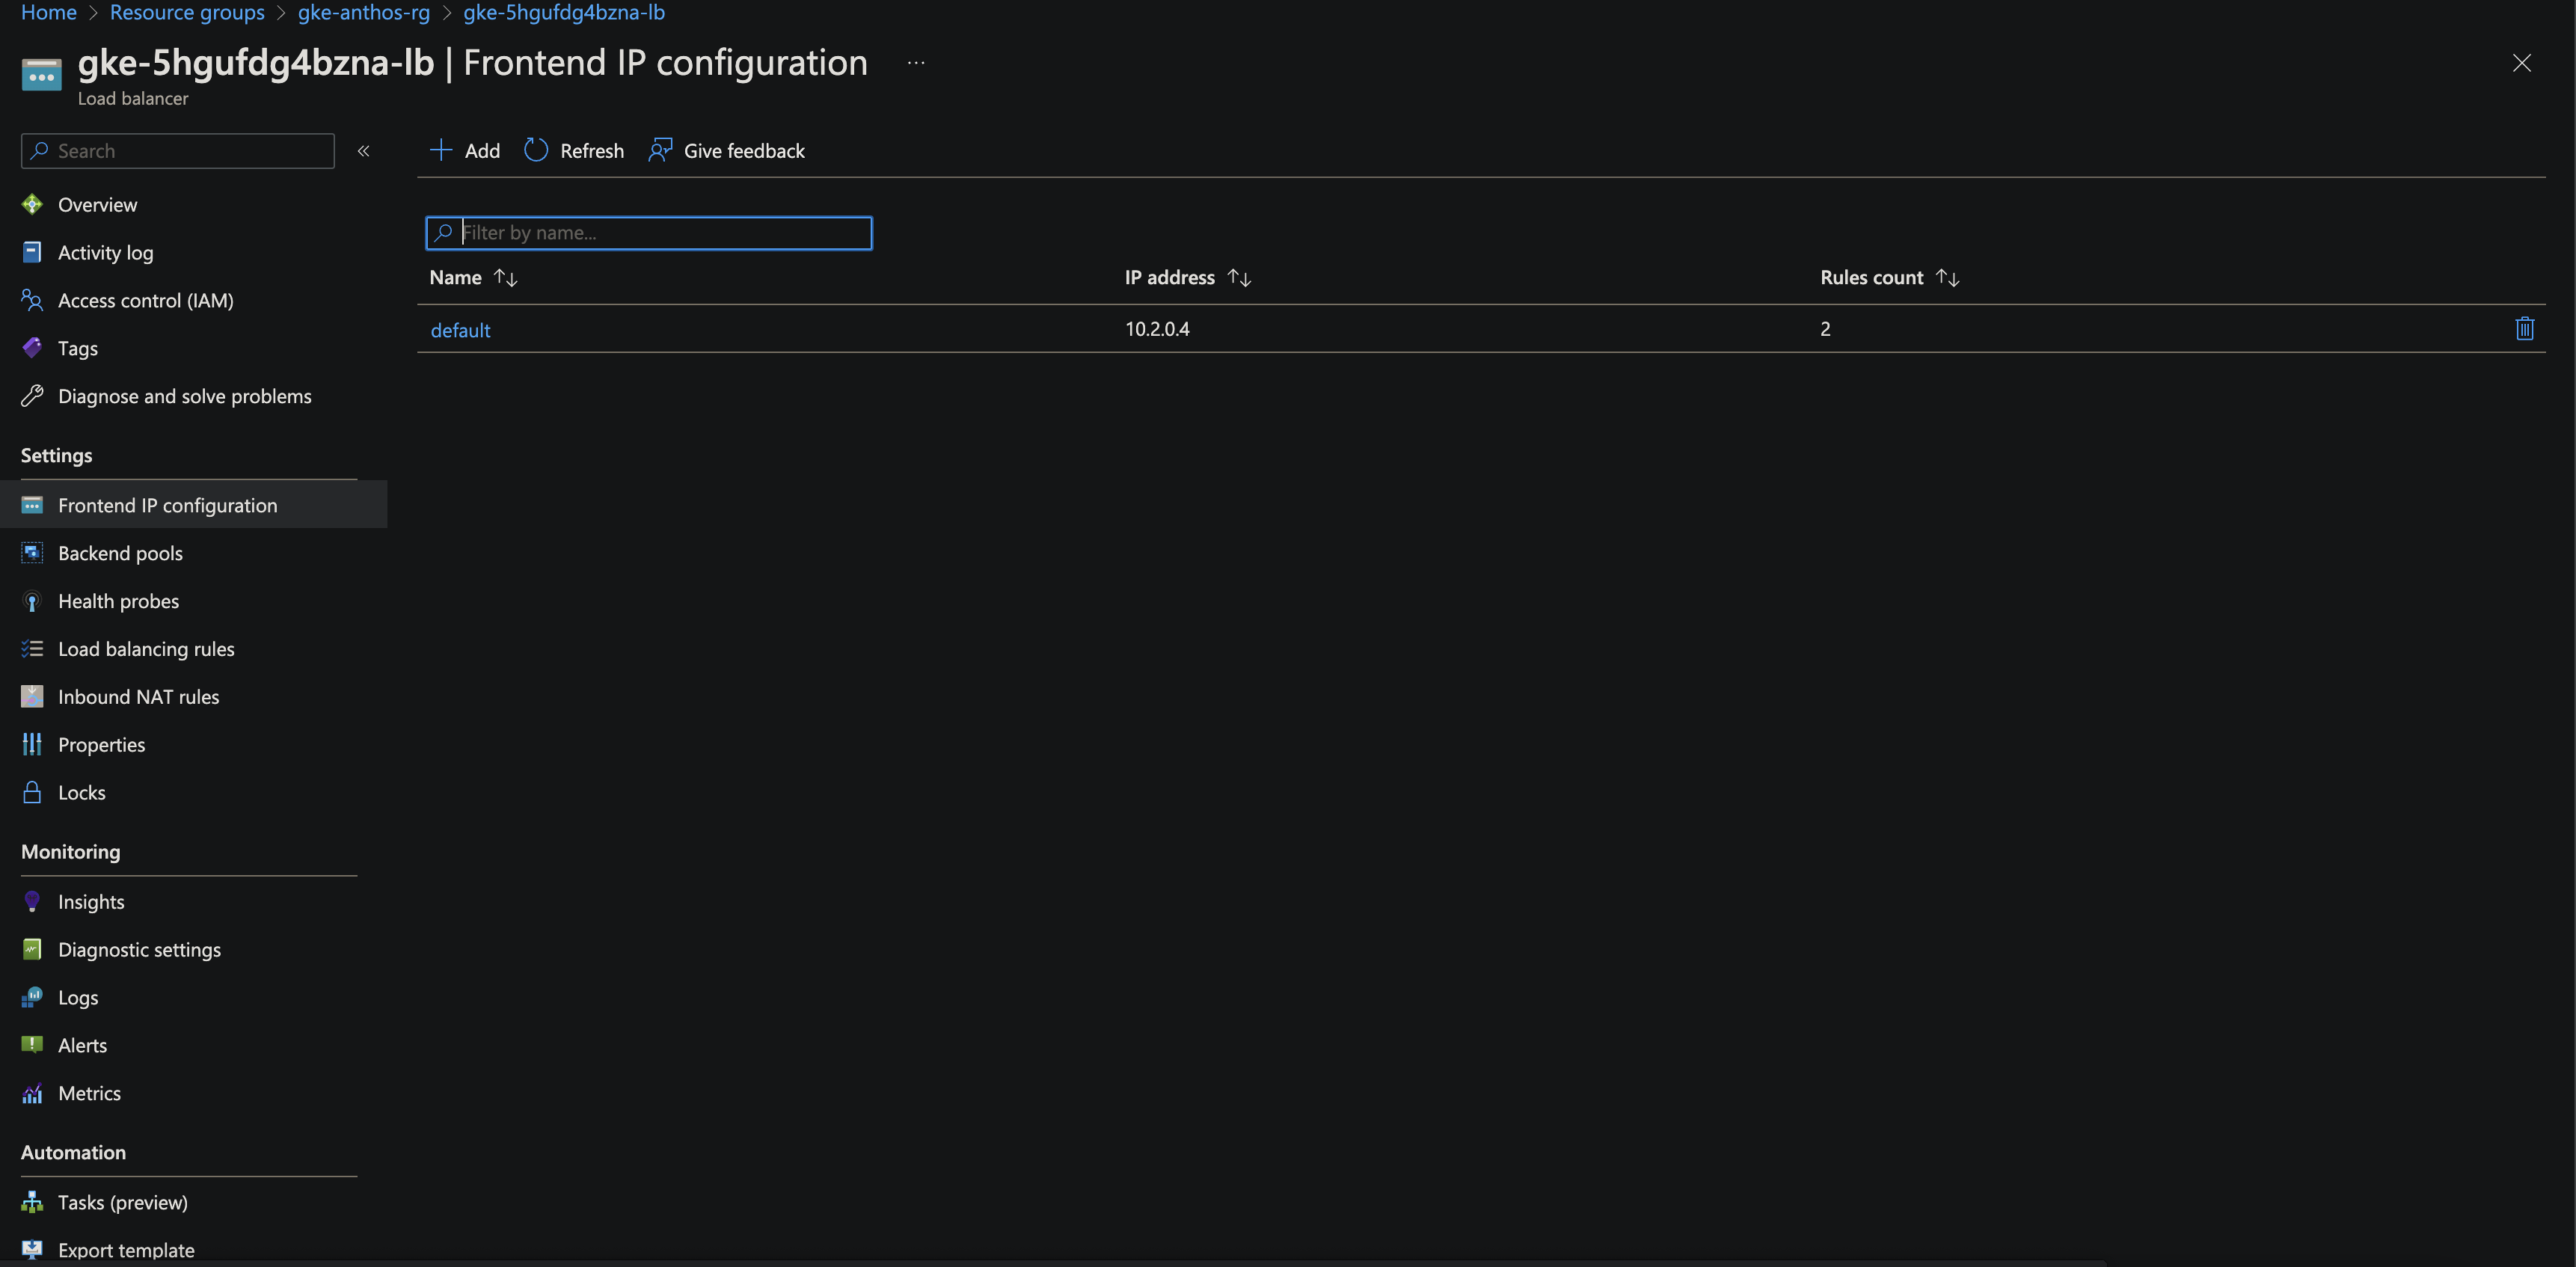 Home > Resource groups > gke-anthos-rg > gke-5hgufdg4bzna-lb
gke-5hgufdg4bzna-lb | Frontend IP configuration ...
Load balancer
Search «
Add Refresh Give feedback
Overview
Activity log
Access control (IAM)
Tags
Diagnose and solve problems
Settings
Frontend IP configuration
Backend pools
Health probes
Load balancing rules
Inbound NAT rules
Properties
Locks
Monitoring
Insights
Diagnostic settings
Logs
Alerts
Metrics
Automation
Tasks (preview)
Export template
Filter by name...
Name ↑↓ IP address ↑↓ Rules count ↑↓
default 10.2.0.4 2